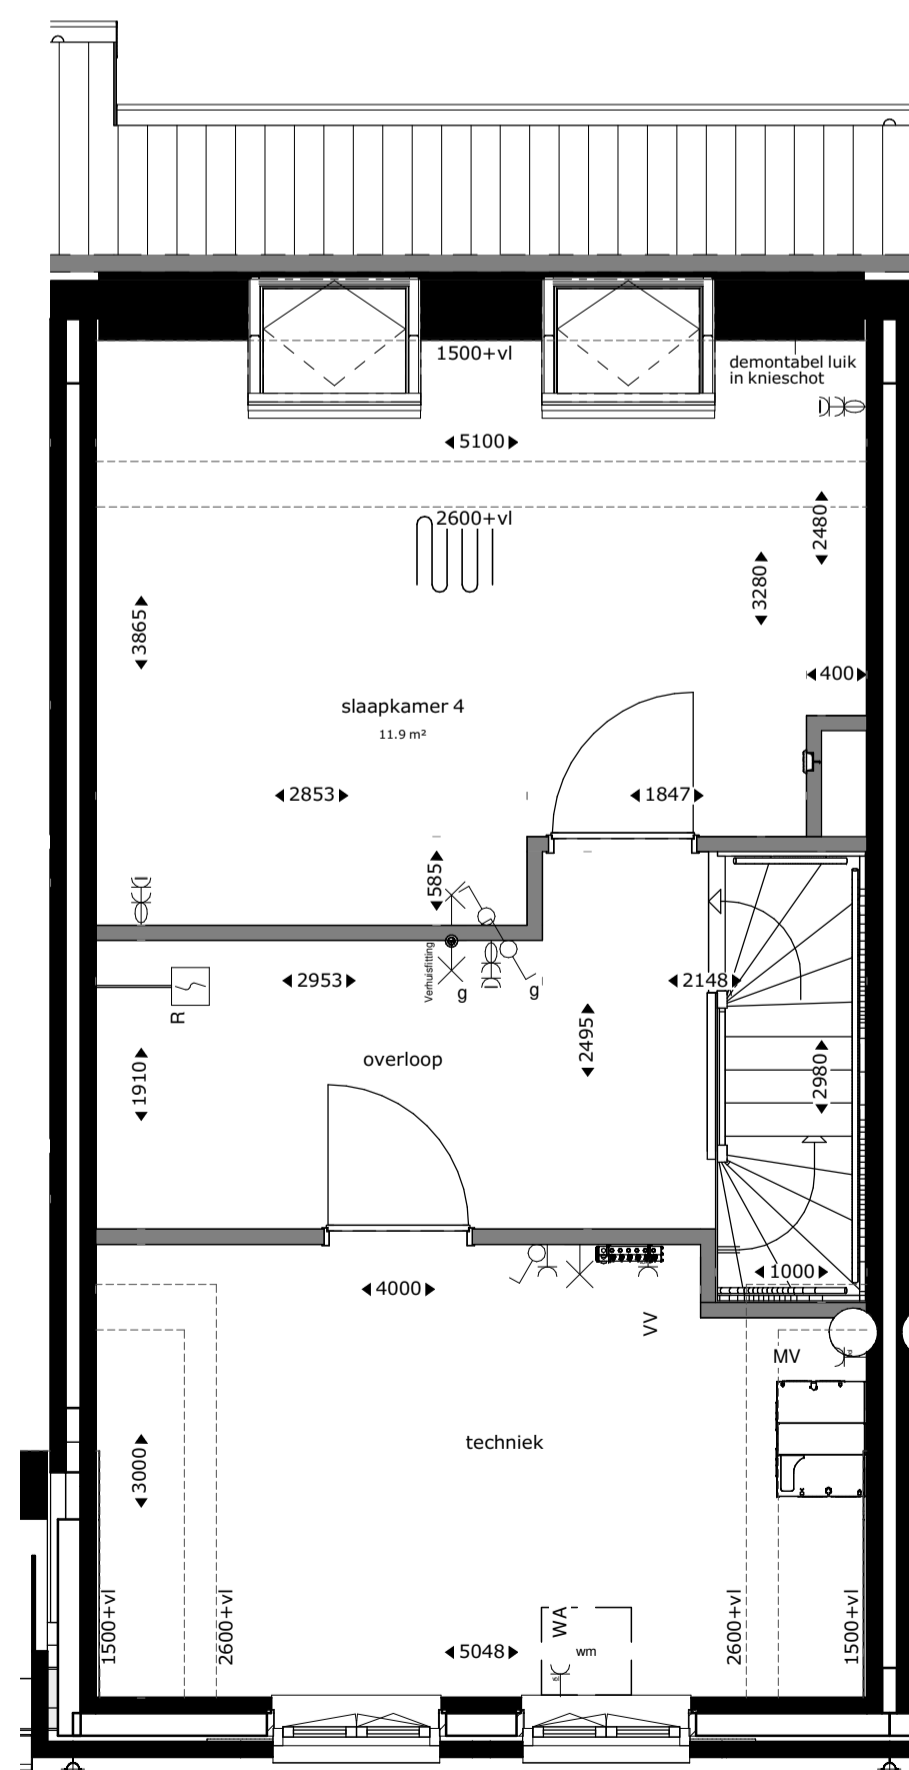 1500+vl
demontabel luik
in knieschot
5100
2600+vl
2480
3280
3865
400
slaapkamer 4
11.9 m²
2853
1847
585
Verhuisfitting
2953
g
g
2148
R
2495
overloop
1910
2980
4000
1000
VV
MV
techniek
3000
1500+vl
2600+vl
5048
WA
wm
2600+vl
1500+vl